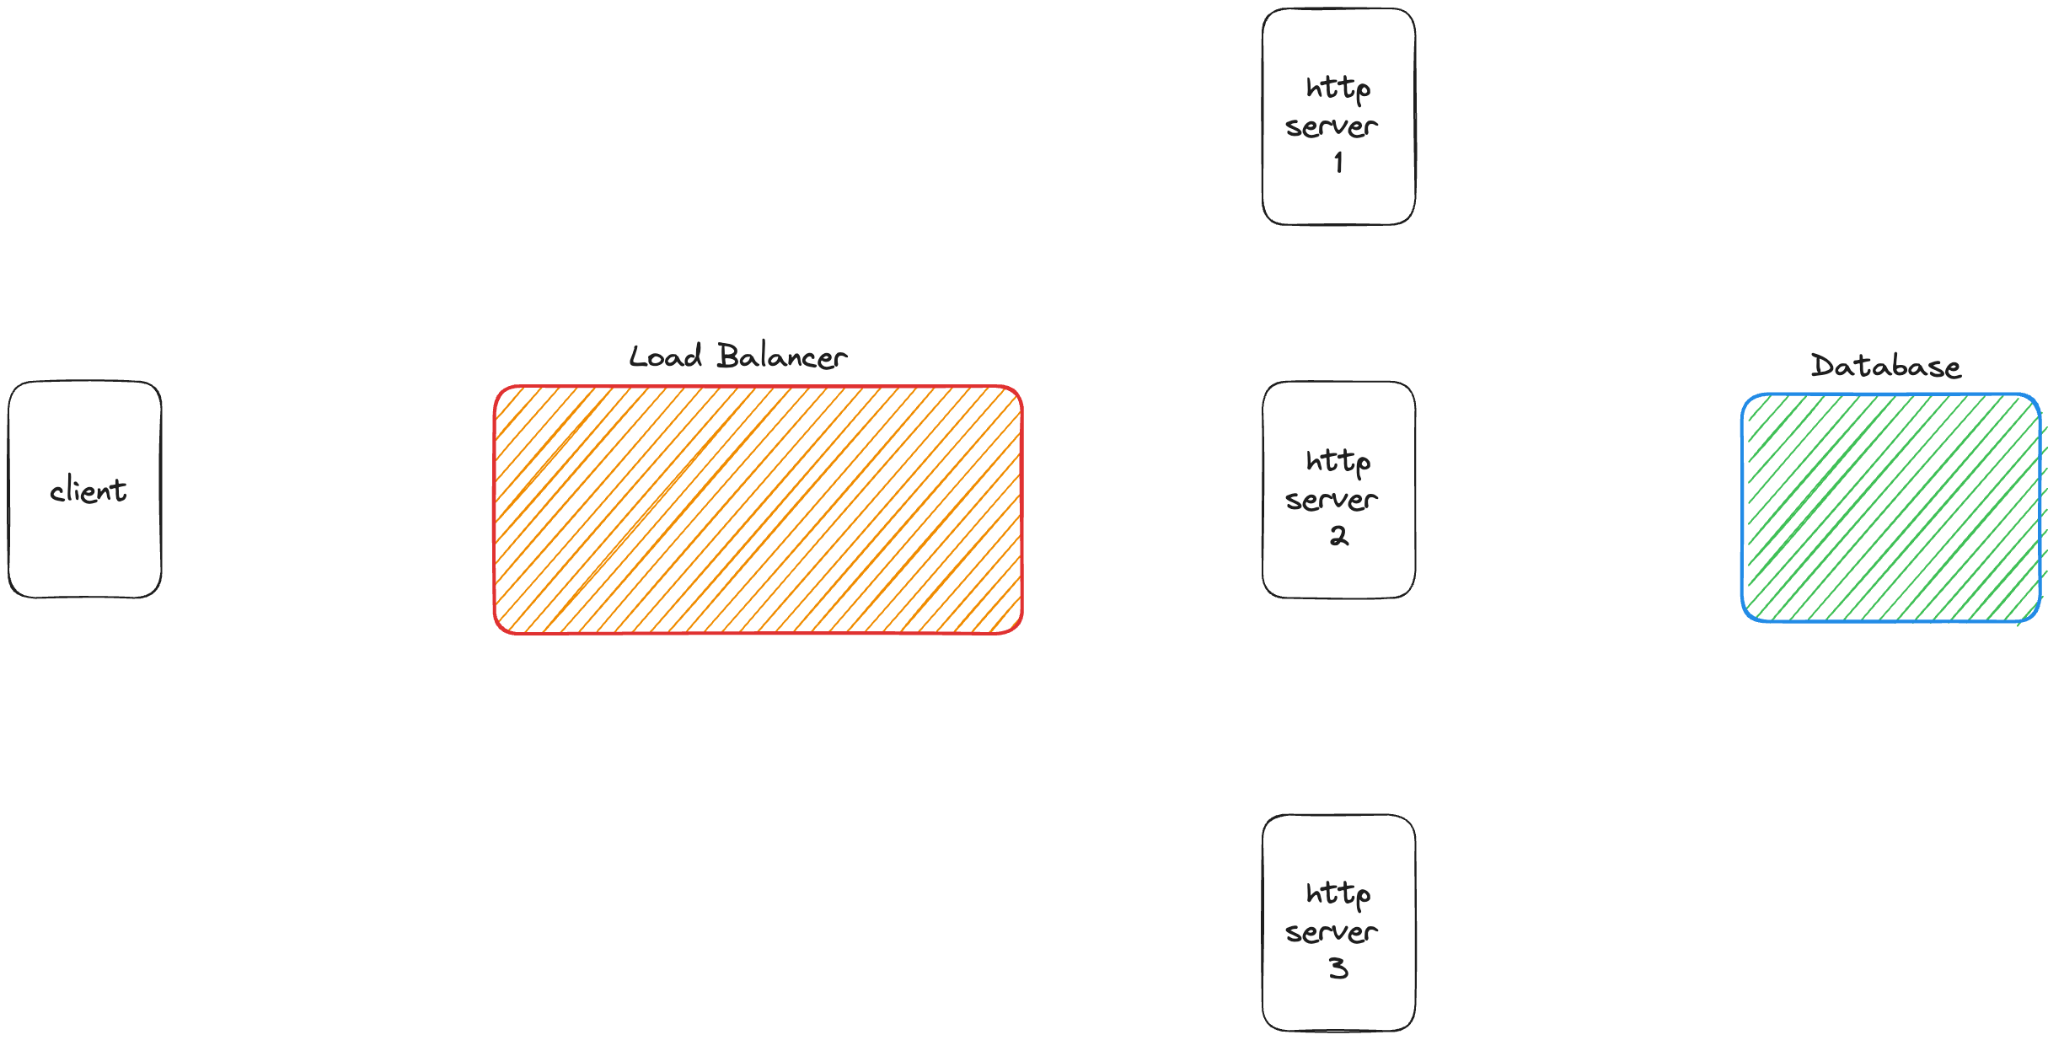 client
Load Balancer
http
server
1
http
server
2
http
server
3
Database